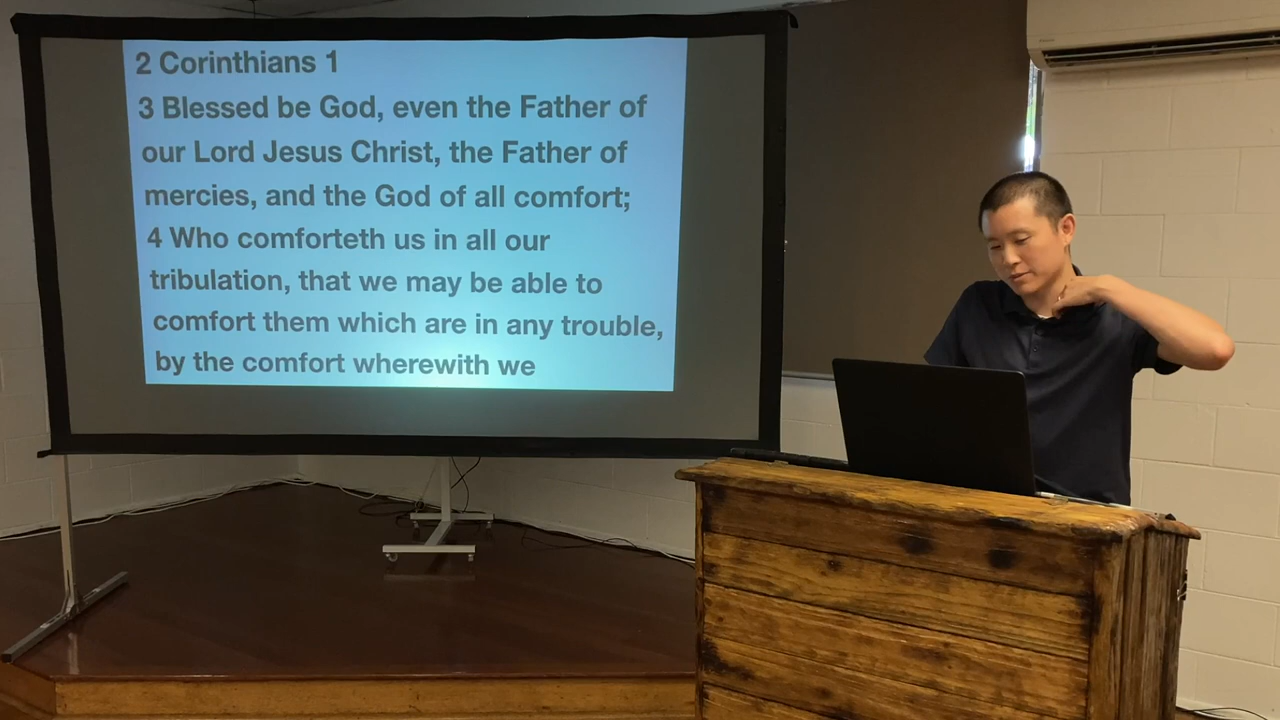 2 Corinthians 1
3 Blessed be God, even the Father of
our Lord Jesus Christ, the Father of
mercies, and the God of all comfort;
4 Who comforteth us in all our
tribulation, that we may be able to
comfort them which are in any trouble,
by the comfort wherewith we